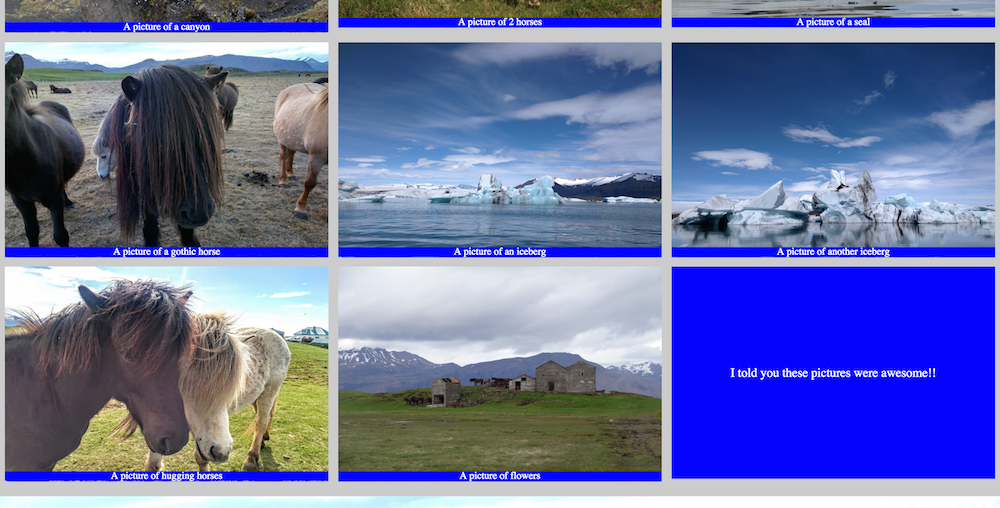 A picture of a canyon
A picture of 2 horses
A picture of a seal
A picture of a gothic horse
A picture of an iceberg
A picture of another iceberg
A picture of hugging horses
A picture of flowers
I told you these pictures were awesome!!